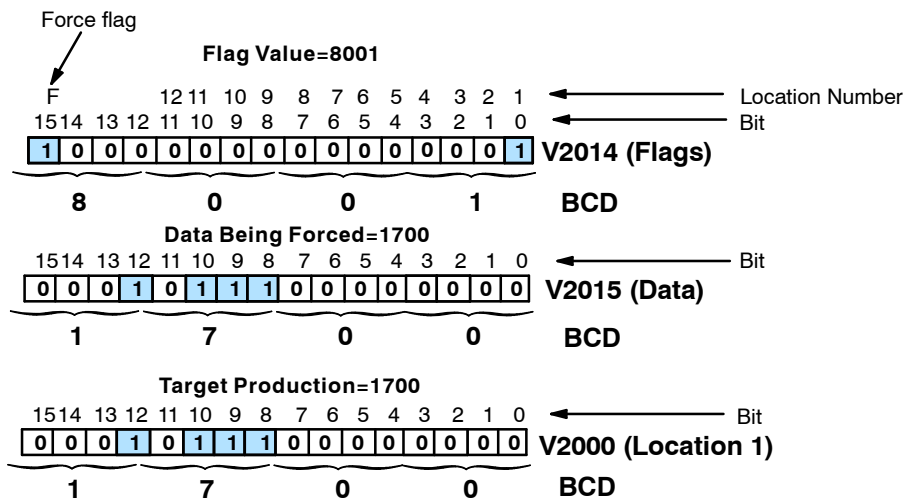 Force flag
Flag Value=8001
F 12 11 10 9 8 7 6 5 4 3 2 1 Location Number
15 14 13 12 11 10 9 8 7 6 5 4 3 2 1 0 Bit
1 0 0 0 0 0 0 0 0 0 0 0 0 0 0 1 V2014 (Flags)
8 0 0 1 BCD
Data Being Forced=1700
15 14 13 12 11 10 9 8 7 6 5 4 3 2 1 0 Bit
0 0 0 1 0 1 1 1 0 0 0 0 0 0 0 0 V2015 (Data)
1 7 0 0 BCD
Target Production=1700
15 14 13 12 11 10 9 8 7 6 5 4 3 2 1 0 Bit
0 0 0 1 0 1 1 1 0 0 0 0 0 0 0 0 V2000 (Location 1)
1 7 0 0 BCD